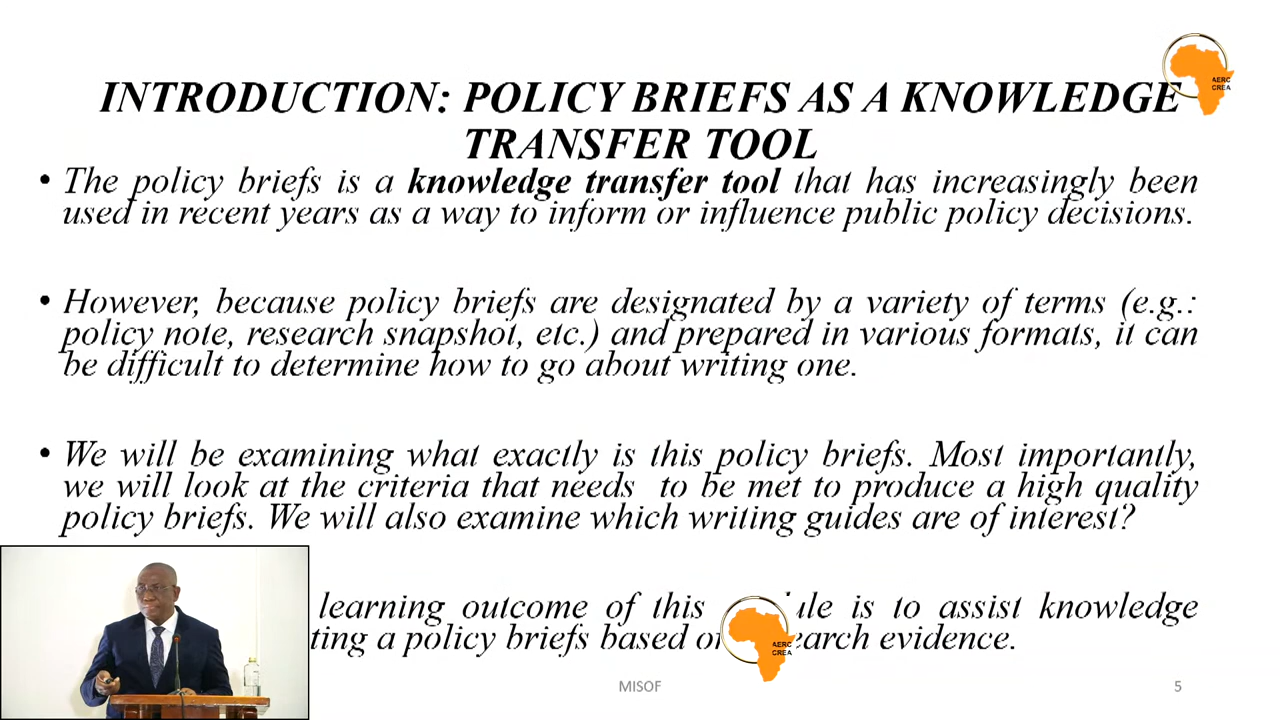 AERC
CREA
INTRODUCTION: POLICY BRIEFS AS A KNOWLEDGE
TRANSFER TOOL
• The policy briefs is a knowledge transfer tool that has increasingly been
used in recent years as a way to inform or influence public policy decisions.
• However, because policy briefs are designated by a variety of terms (e.g.:
policy note, research snapshot, etc.) and prepared in various formats, it can
be difficult to determine how to go about writing one.
• We will be examining what exactly is this policy briefs. Most importantly,
we will look at the criteria that needs to be met to produce a high quality
policy briefs. We will also examine which writing guides are of interest?
learning outcome of this is to assist knowledge
a policy briefs based evidence.
AERC
CREA
MISOF
5